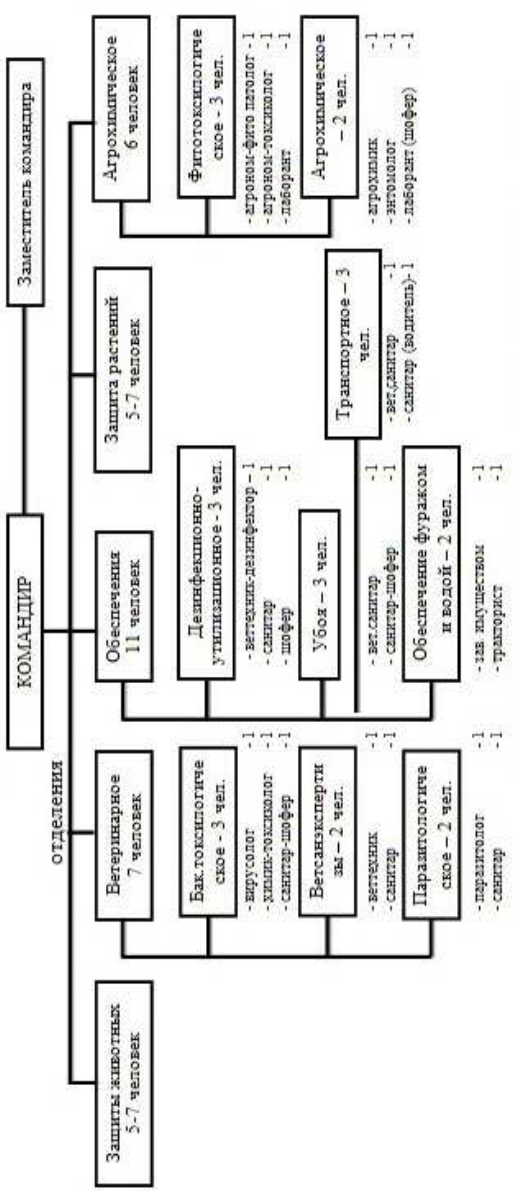 КОМАНДИР
Заместитель командира
отделения
Защиты животных
5-7 человек
Ветеринарное
7 человек
Обеспечения
11 человек
Защита растений
5-7 человек
Агрохимическое
6 человек
Бак.токсилогиче
ское - 3 чел.
- вирусолог -1
- химик-токсиколог -1
- санитар-шофер -1
Ветсанэксперти
зы – 2 чел.
- веттехник -1
- санитар -1
Паразитологиче
ское – 2 чел.
- паразитолог -1
- санитар -1
Дезинфекционно-
утилизационное - 3 чел.
- веттехник-дезинфектор – 1
- санитар -1
- шофер -1
Убоя – 3 чел.
- вет.санитар -1
- санитар-шофер -1
Обеспечение фуражом
и водой – 2 чел.
- зав. имуществом -1
- тракторист -1
Транспортное – 3
чел.
- вет.санитар -1
- санитар (водитель)- 1
Фитотоксилогиче
ское - 3 чел.
- агроном-фито патолог - 1
- агроном-токсиколог -1
- лаборант -1
Агрохимическое
– 2 чел.
- агрохимик -1
- энтомолог -1
- лаборант (шофер) -1